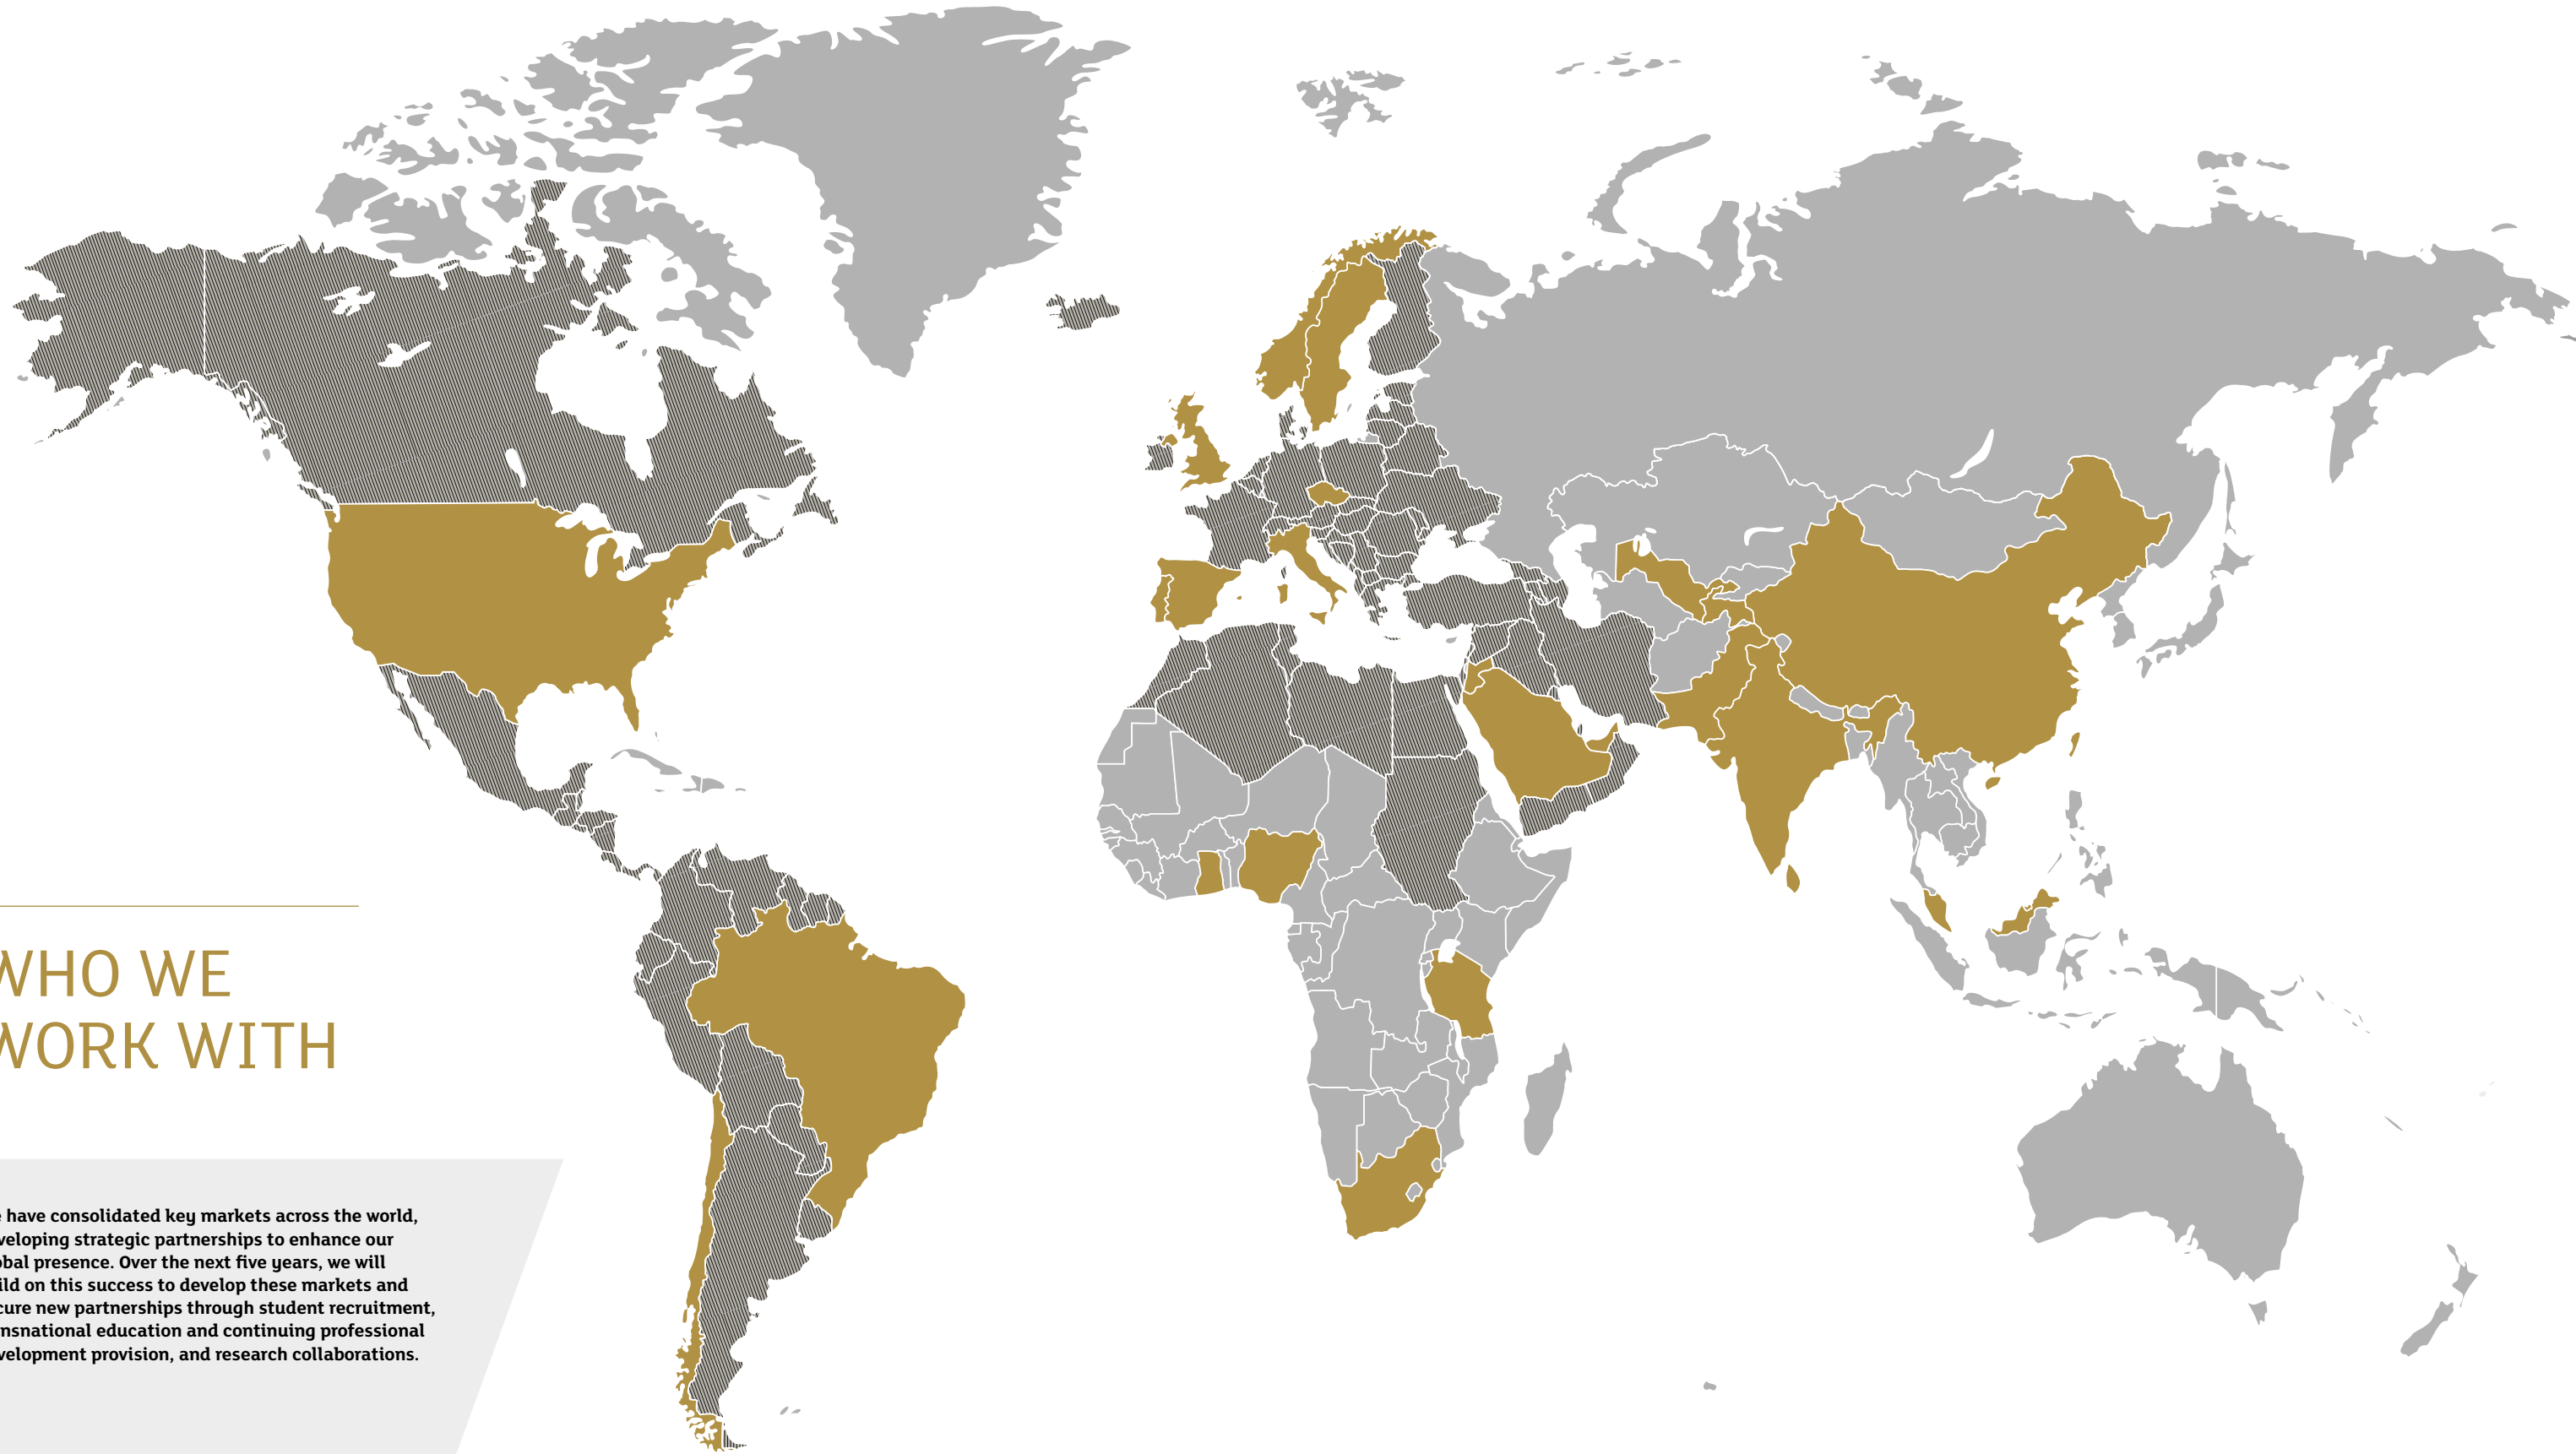 WHO WE
WORK WITH
e have consolidated key markets across the world,
veloping strategic partnerships to enhance our
obal presence. Over the next five years, we will
ild on this success to develop these markets and
cure new partnerships through student recruitment,
nsnational education and continuing professional
velopment provision, and research collaborations.